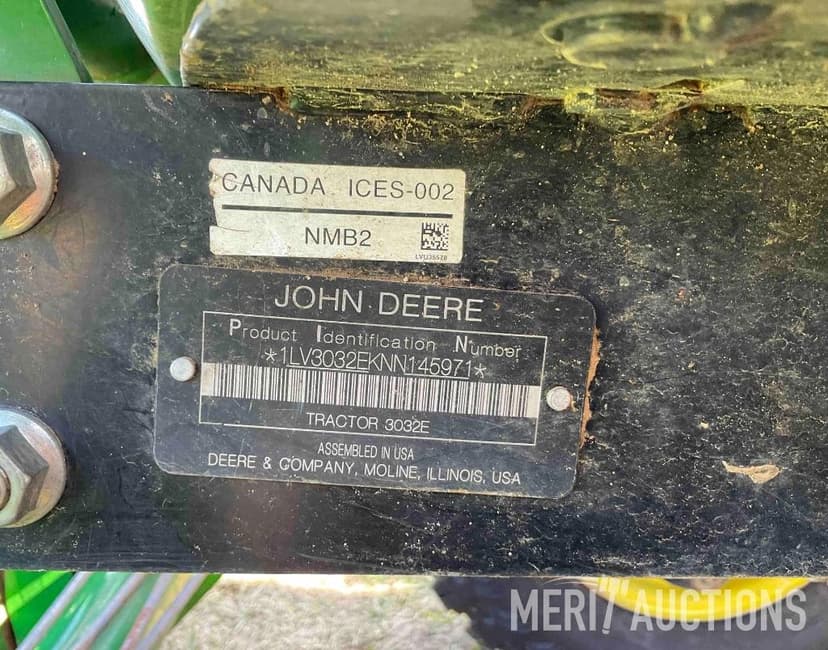 CANADA ICES-002
NMB2
LVU35578
JOHN DEERE
Product Identification Number
*1LV3032EKNN145971*
TRACTOR 3032E
ASSEMBLED IN USA
DEERE & COMPANY, MOLINE, ILLINOIS, USA
MERIT AUCTIONS